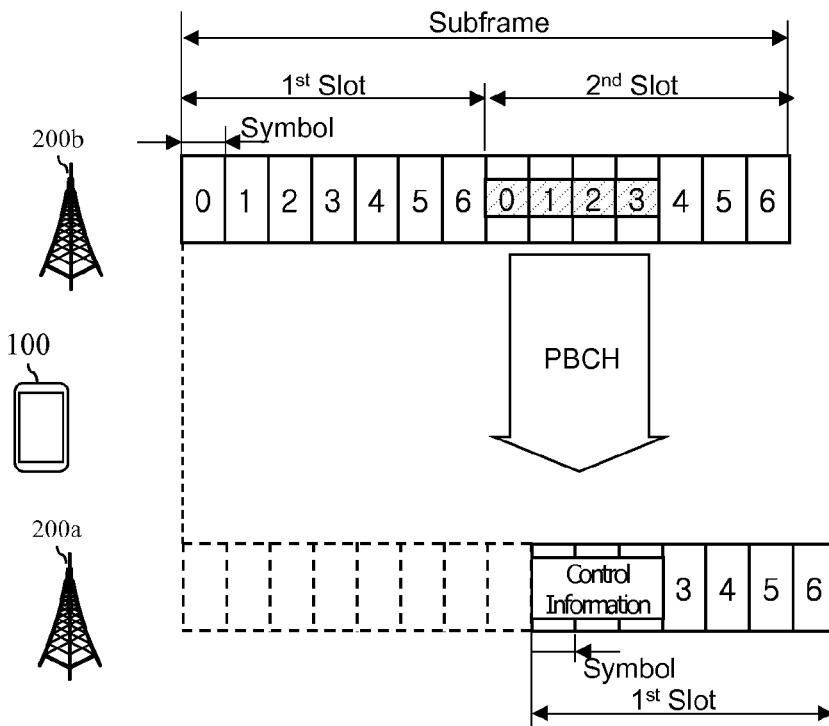 Subframe
1st Slot 2nd Slot
Symbol
200b
0 1 2 3 4 5 6 0 1 2 3 4 5 6
100
PBCH
200a
Control
Information
3 4 5 6
Symbol
1st Slot